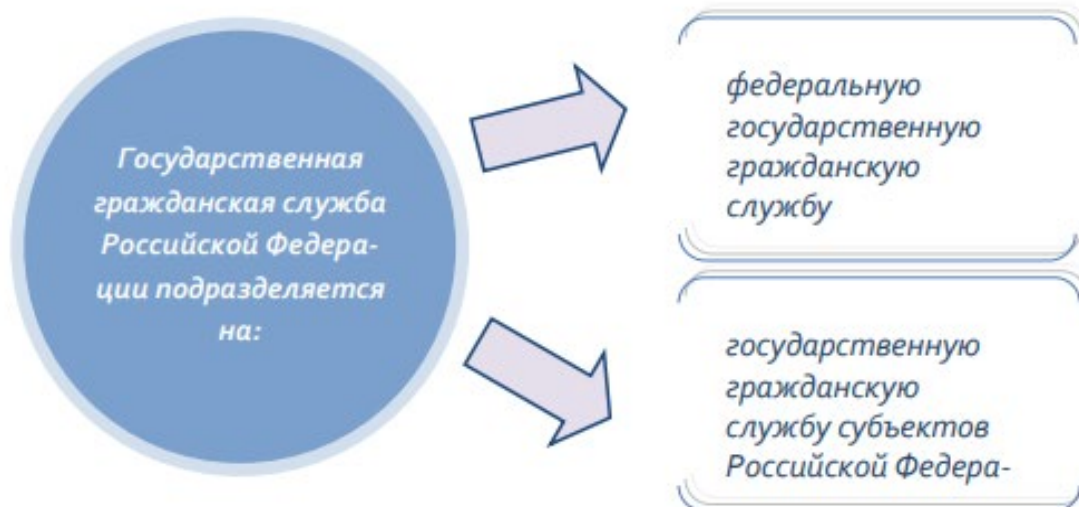 Государственная
гражданская служба
Российской Федера-
ции подразделяется
на:
федеральную
государственную
гражданскую
службу
государственную
гражданскую
службу субъектов
Российской Федера-